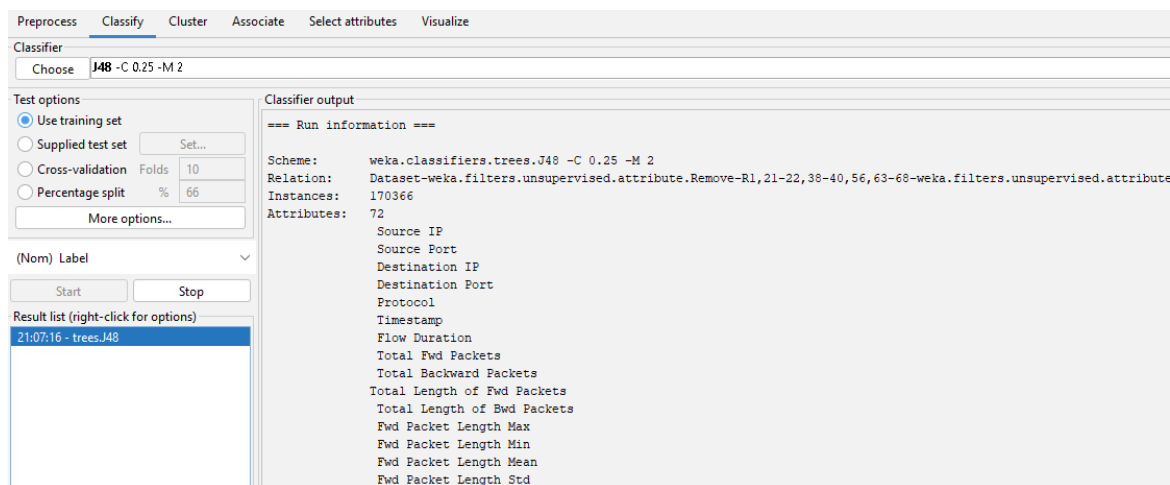 Preprocess Classify Cluster Associate Select attributes Visualize
Classifier
Choose J48 -C 0.25 -M 2
Test options
Use training set
Supplied test set Set...
Cross-validation Folds 10
Percentage split % 66
More options...
(Nom) Label
Start Stop
Result list (right-click for options)
21:07:16 - trees.J48
Classifier output
=== Run information ===
Scheme: weka.classifiers.trees.J48 -C 0.25 -M 2
Relation: Dataset-weka.filters.unsupervised.attribute.Remove-R1,21-22,38-40,56,63-68-weka.filters.unsupervised.attribute
Instances: 170366
Attributes: 72
Source IP
Source Port
Destination IP
Destination Port
Protocol
Timestamp
Flow Duration
Total Fwd Packets
Total Backward Packets
Total Length of Fwd Packets
Total Length of Bwd Packets
Fwd Packet Length Max
Fwd Packet Length Min
Fwd Packet Length Mean
Fwd Packet Length Std